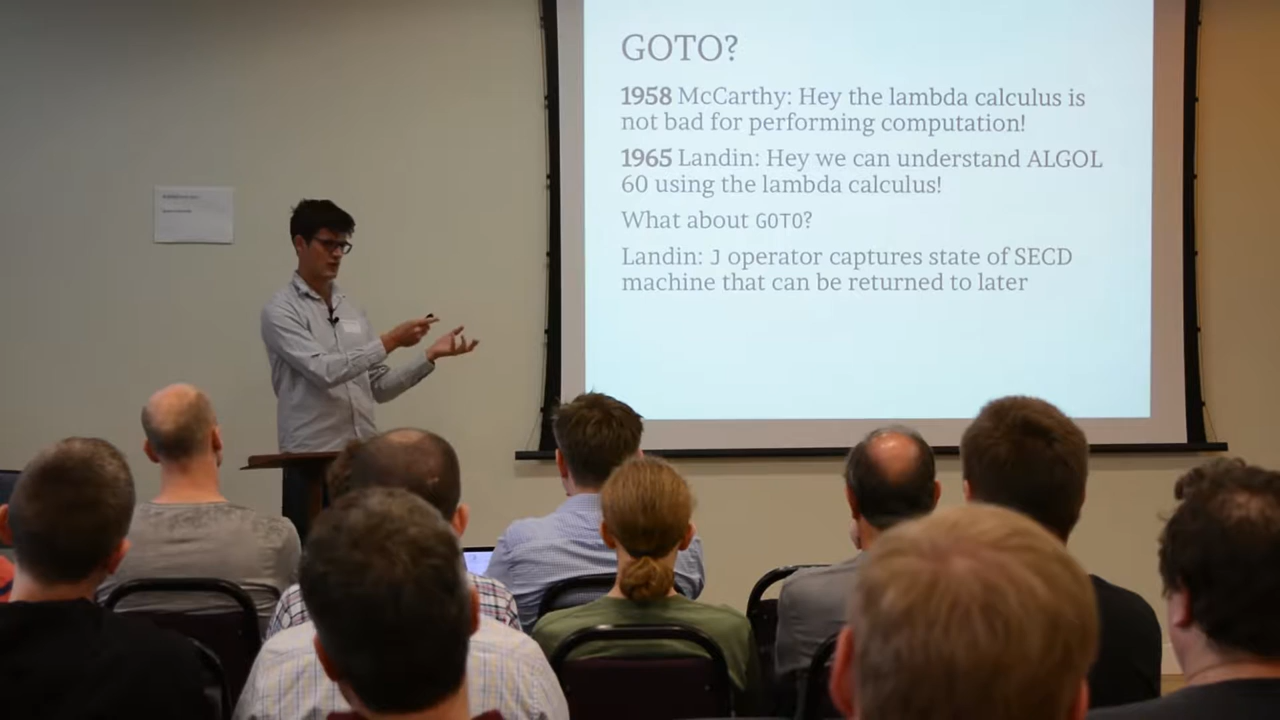 GOTO?
1958 McCarthy: Hey the lambda calculus is
not bad for performing computation!
1965 Landin: Hey we can understand ALGOL
60 using the lambda calculus!
What about GOTO?
Landin: J operator captures state of SECD
machine that can be returned to later